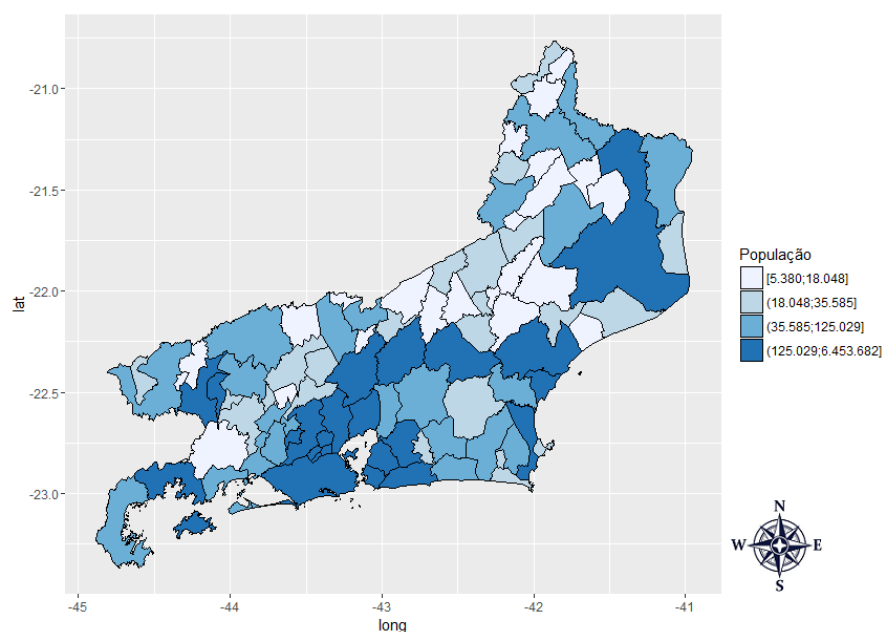 -21.0
-21.5
-22.0
-22.5
-23.0
lat
-45
-44
-43
-42
-41
long
População
[5.380;18.048]
(18.048;35.585]
(35.585;125.029]
(125.029;6.453.682]
N
W
E
S